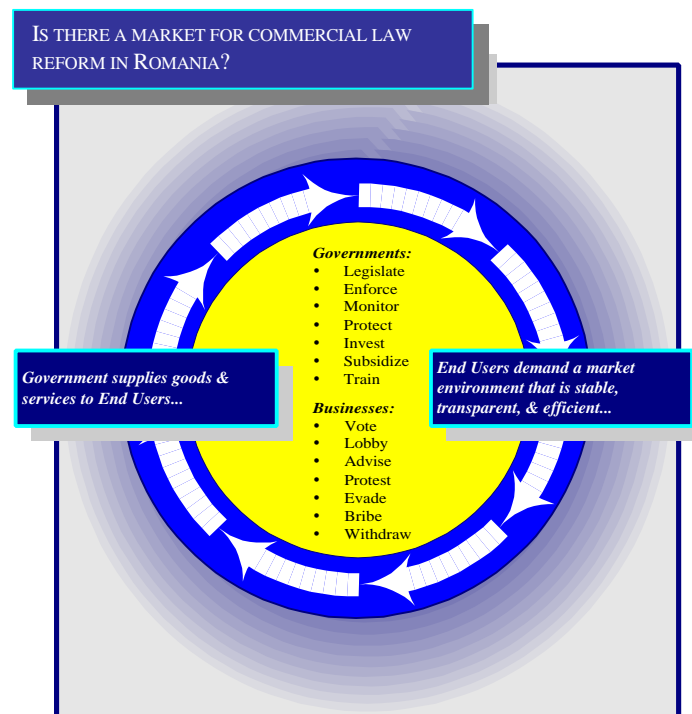 IS THERE A MARKET FOR COMMERCIAL LAW
REFORM IN ROMANIA?
Governments:
• Legislate
• Enforce
• Monitor
• Protect
• Invest
• Subsidize
• Train
Government supplies goods &
services to End Users...
End Users demand a market
environment that is stable,
transparent, & efficient...
Businesses:
• Vote
• Lobby
• Advise
• Protest
• Evade
• Bribe
• Withdraw